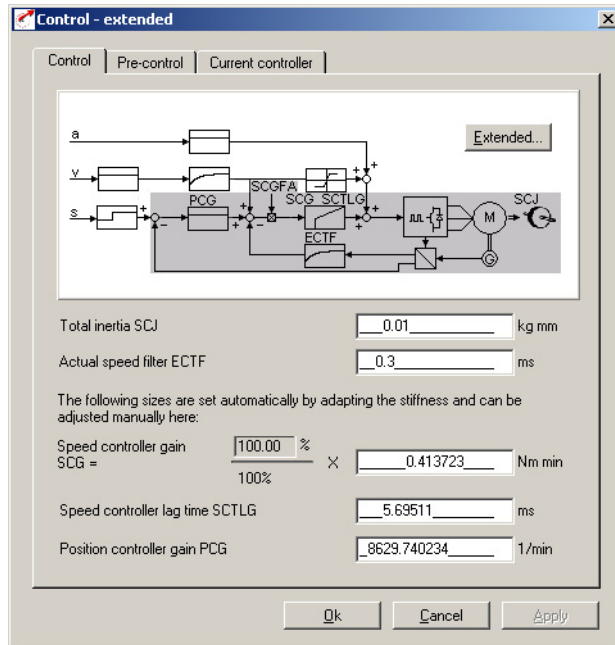 Control - extended
Control Pre-control Current controller
a
Extended...
v
SCGFA
SCJ
PCG SCG SCTLG
s
M
ECTF
G
Total inertia SCJ 0.01 kg mm
Actual speed filter ECTF 0.3 ms
The following sizes are set automatically by adapting the stiffness and can be
adjusted manually here:
Speed controller gain 100.00 %
SCG = X 0.413723 Nm min
100%
Speed controller lag time SCTLG 5.69511 ms
Position controller gain PCG 8629.740234 1/min
Ok Cancel Apply